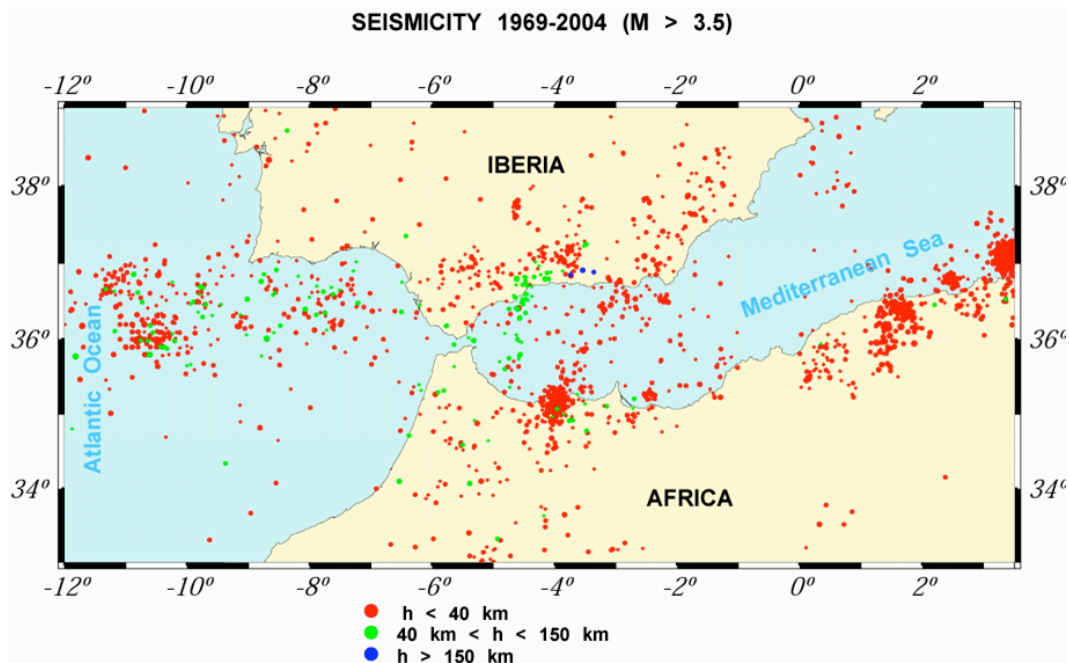 SEISMICITY 1969-2004 (M > 3.5)
-12º -10º -8º -6º -4º -2º 0º 2º
IBERIA
38º 38º
Mediterranean Sea
36º 36º
Atlantic Ocean
34º 34º
AFRICA
-12º -10º -8º -6º -4º -2º 0º 2º
h < 40 km
40 km < h < 150 km
h > 150 km